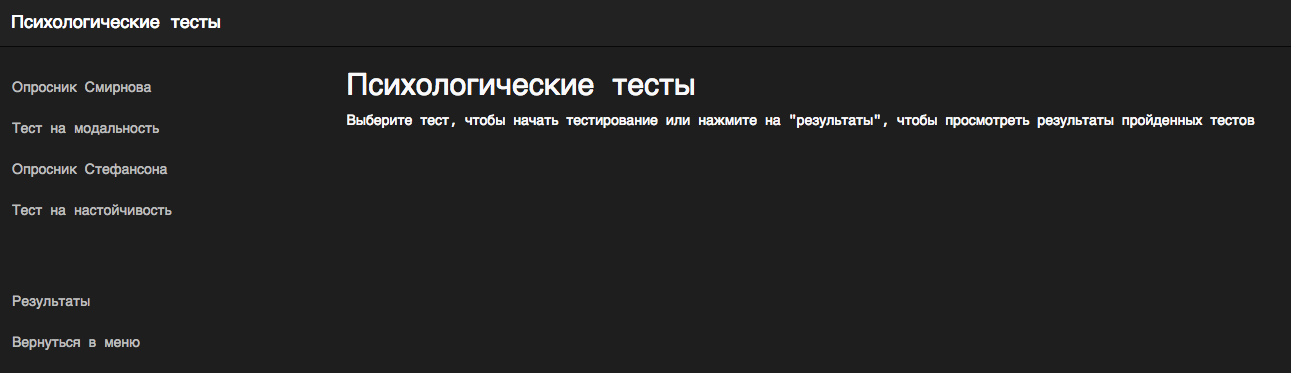 Психологические тесты
Опросник Смирнова
Тест на модальность
Опросник Стефансона
Тест на настойчивость
Результаты
Вернуться в меню
Психологические тесты
Выберите тест, чтобы начать тестирование или нажмите на "результаты", чтобы просмотреть результаты пройденных тестов